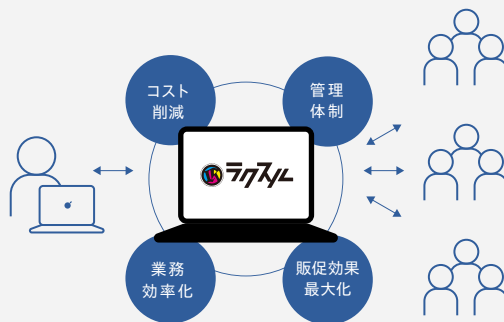 コスト
削減
管理
体制
ラクスル
業務
効率化
販促効果
最大化